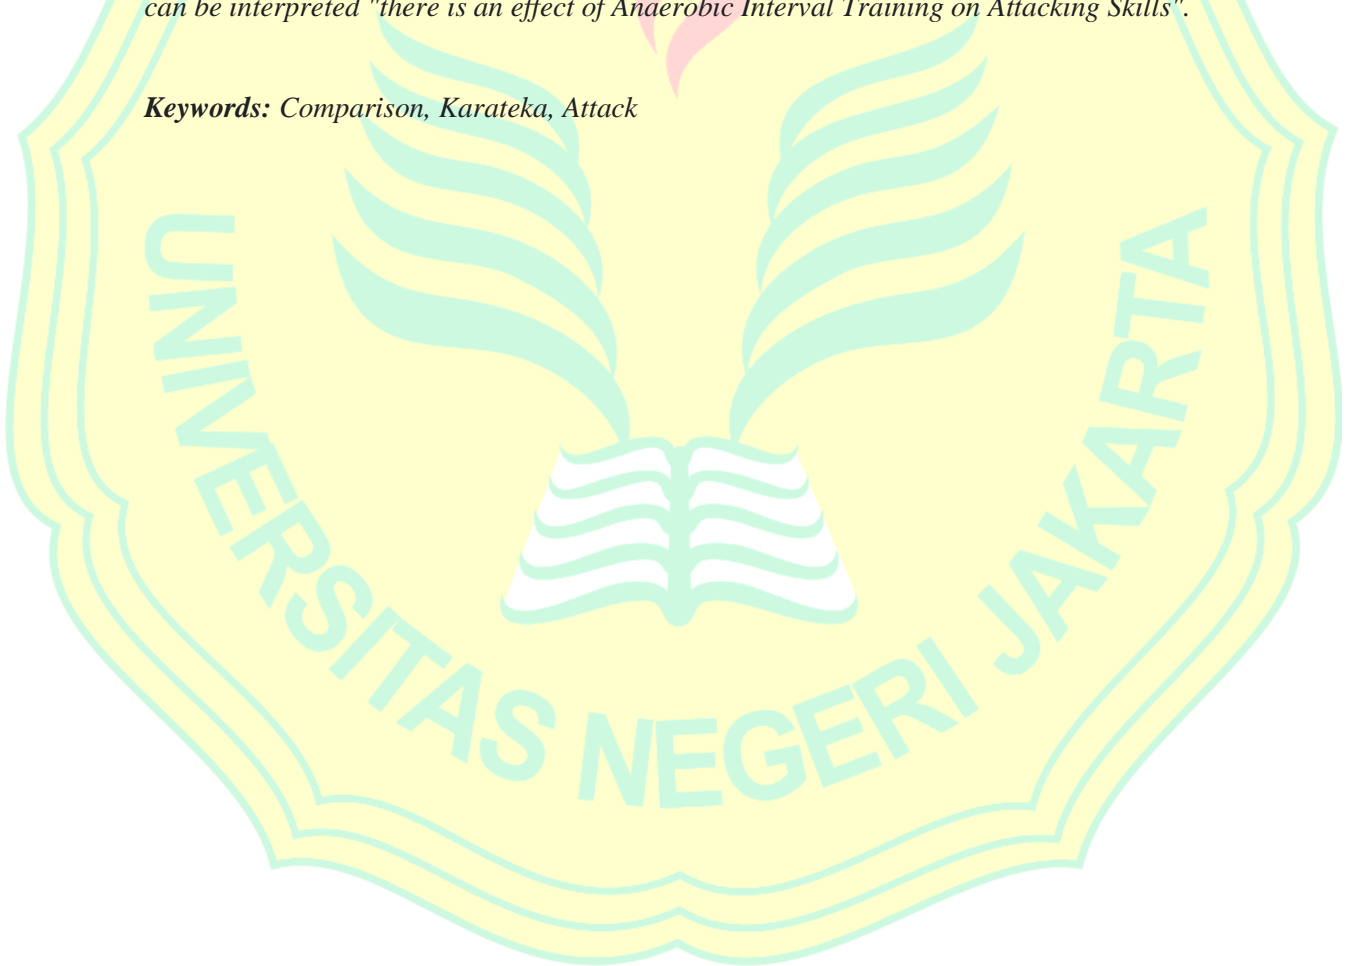 can be interpreted "there is an effect of Anaerobic Interval Training on Attacking Skills".
Keywords: Comparison, Karateka, Attack
UNIVERSITAS NEGERI JAKARTA